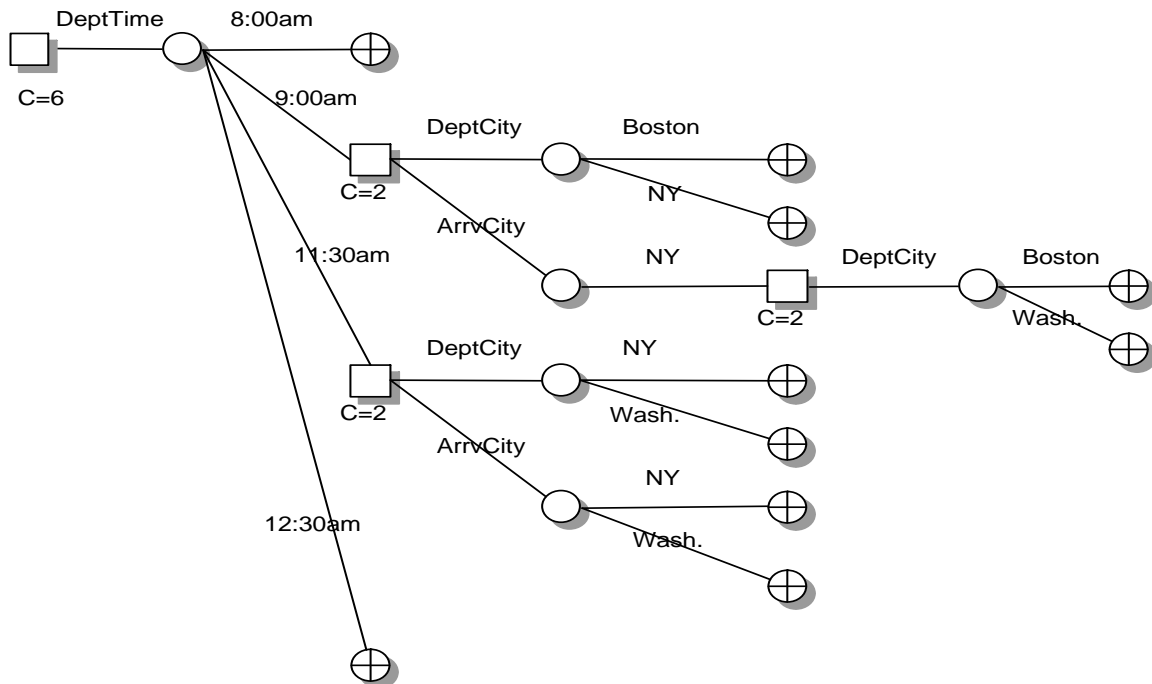 DeptTime
8:00am
C=6
9:00am
DeptCity
Boston
C=2
NY
ArrvCity
11:30am
NY
DeptCity
Boston
C=2
Wash.
DeptCity
NY
C=2
Wash.
ArrvCity
NY
12:30am
Wash.